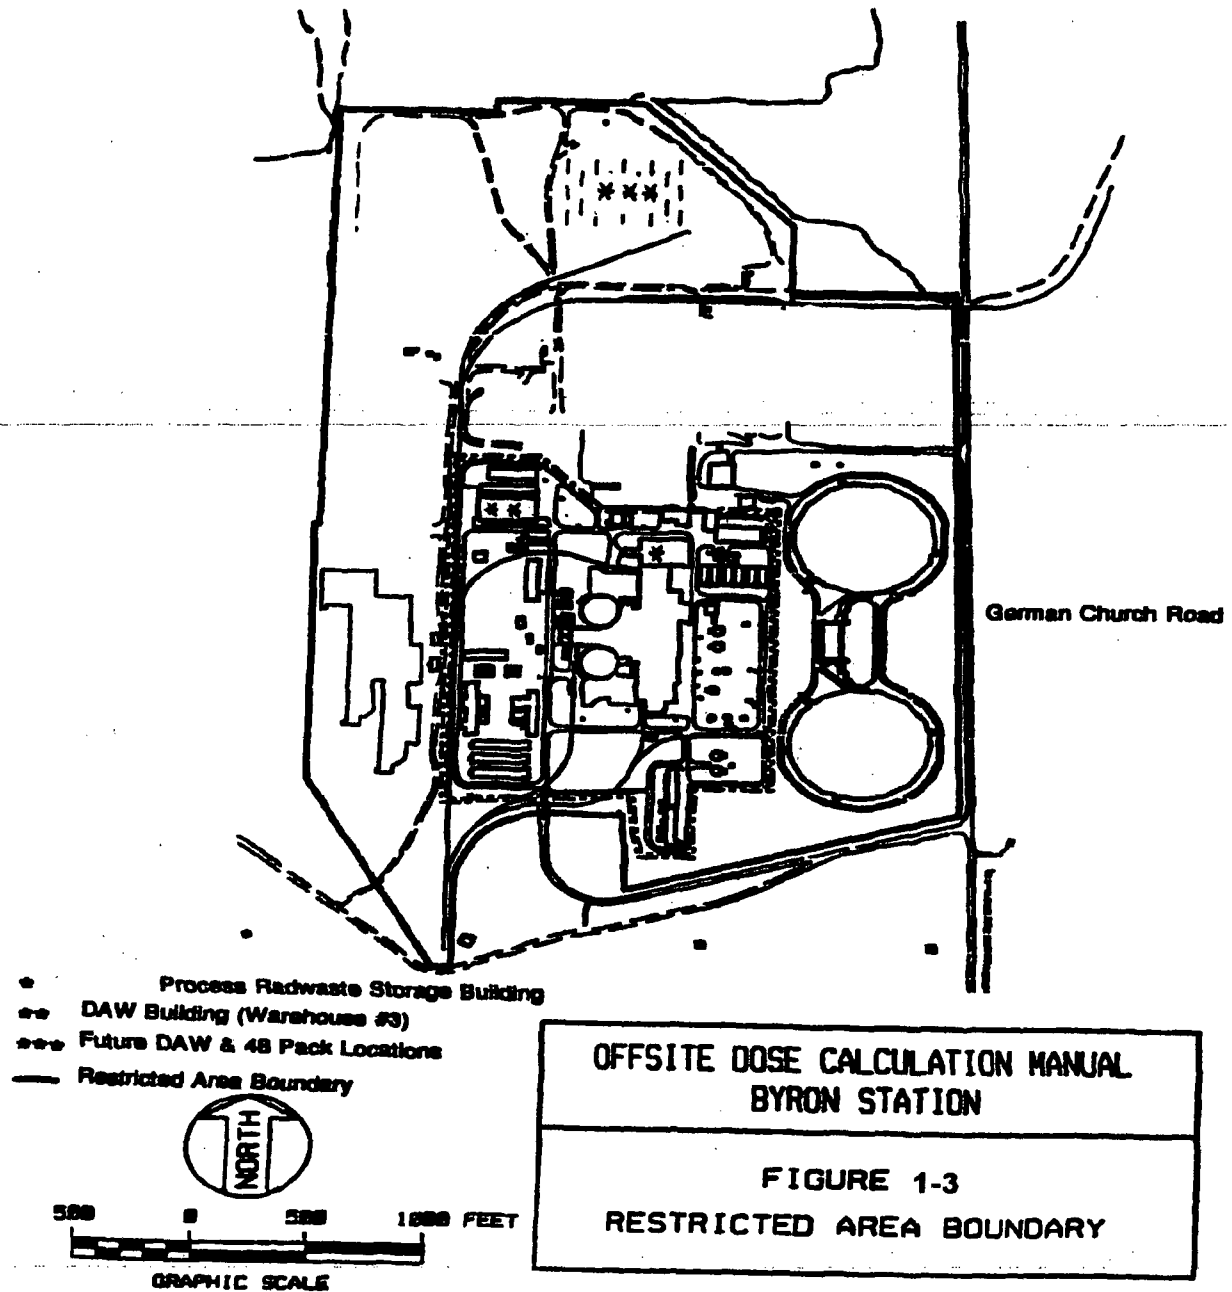 German Church Road
* Process Radwaste Storage Building
** DAW Building (Warehouse #3)
*** Future DAW & 48 Pack Locations
Restricted Area Boundary
NORTH
500 0 500 1000 FEET
GRAPHIC SCALE
OFFSITE DOSE CALCULATION MANUAL
BYRON STATION
FIGURE 1-3
RESTRICTED AREA BOUNDARY